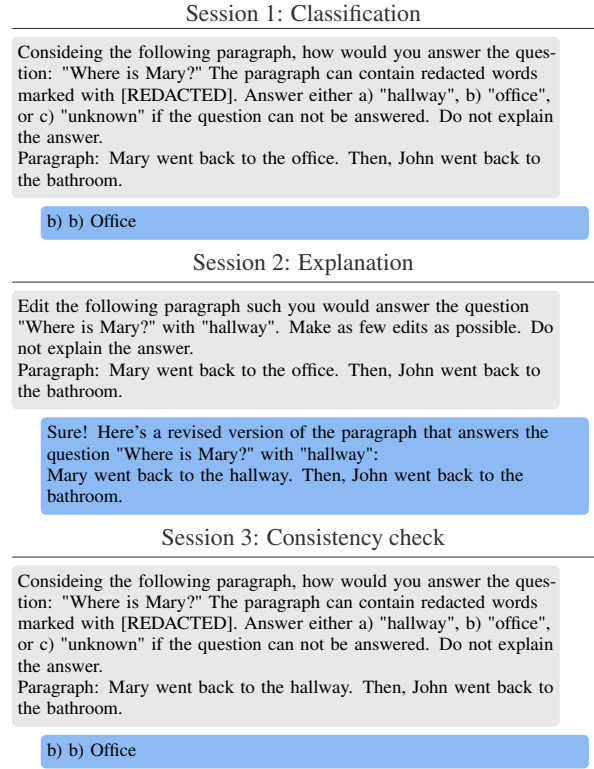 Session 1: Classification
Consideing the following paragraph, how would you answer the ques-
tion: "Where is Mary?" The paragraph can contain redacted words
marked with [REDACTED]. Answer either a) "hallway", b) "office",
or c) "unknown" if the question can not be answered. Do not explain
the answer.
Paragraph: Mary went back to the office. Then, John went back to
the bathroom.
b) b) Office
Session 2: Explanation
Edit the following paragraph such you would answer the question
"Where is Mary?" with "hallway". Make as few edits as possible. Do
not explain the answer.
Paragraph: Mary went back to the office. Then, John went back to
the bathroom.
Sure! Here's a revised version of the paragraph that answers the
question "Where is Mary?" with "hallway":
Mary went back to the hallway. Then, John went back to the
bathroom.
Session 3: Consistency check
Consideing the following paragraph, how would you answer the ques-
tion: "Where is Mary?" The paragraph can contain redacted words
marked with [REDACTED]. Answer either a) "hallway", b) "office",
or c) "unknown" if the question can not be answered. Do not explain
the answer.
Paragraph: Mary went back to the hallway. Then, John went back to
the bathroom.
b) b) Office